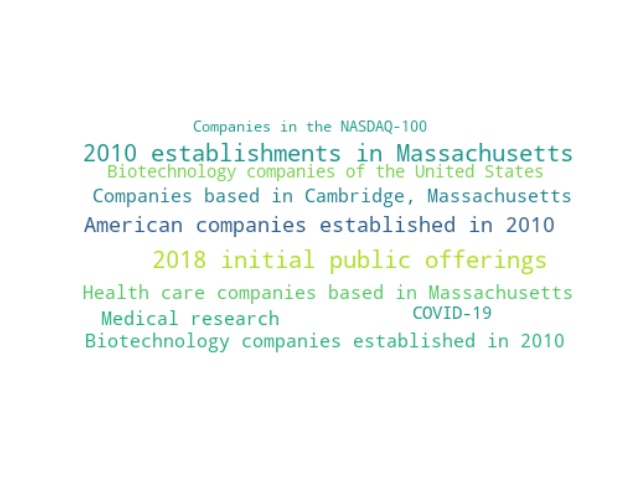 Companies in the NASDAQ-100
2010 establishments in Massachusetts
Biotechnology companies of the United States
Companies based in Cambridge, Massachusetts
American companies established in 2010
2018 initial public offerings
Health care companies based in Massachusetts
Medical research
COVID-19
Biotechnology companies established in 2010